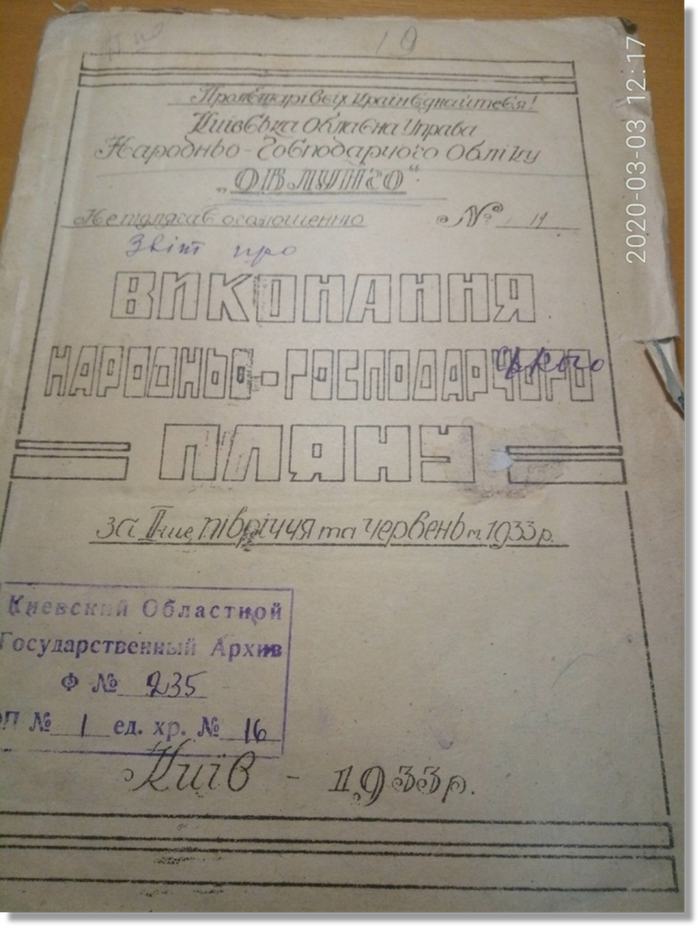 19
2020-03-03 12:17
Пролетарі всіх країн єднайтеся!
Київська Обласна Управа
Народньо-Господарчого Обліку
„ОБЛУНГО“
Не підлягає оголошенню № 11
Звіт про
ВИКОНАННЯ
НАРОДНЬО-ГОСПОДАРЧОГО
ПЛЯНУ
за І-ше півріччя та червень м. 1933 р.
Киевский Областной
Государственный Архив
Ф № 235
ОП № 1 ед. хр. № 16
Київ - 1933 р.